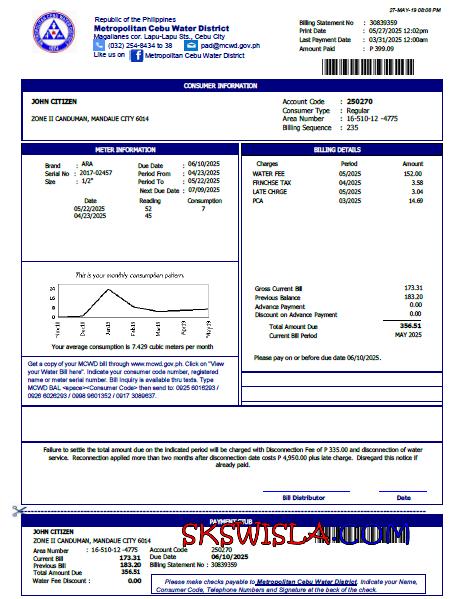 27-MAY-19 08:08 PM
Republic of the Philippines
Metropolitan Cebu Water District
Magallanes cor. Lapu-Lapu Sts., Cebu City
(032) 254-8434 to 38 pad@mcwd.gov.ph
Like us on f Metropolitan Cebu Water District
Billing Statement No : 30839359
Print Date : 05/27/2025 12:02pm
Last Payment Date : 03/31/2025 12:00am
Amount Paid : P 399.09
CONSUMER INFORMATION
JOHN CITIZEN
ZONE II CANDUMAN, MANDAUE CITY 6014
Account Code : 250270
Consumer Type : Regular
Area Number : 16-510-12 -4775
Billing Sequence : 235
METER INFORMATION
Brand : ARA
Serial No : 2017-02457
Size : 1/2"
Due Date : 06/10/2025
Period From : 04/23/2025
Period To : 05/22/2025
Next Due Date : 07/09/2025
Date Reading Consumption
05/22/2025 52 7
04/23/2025 45
This is your monthly consumption pattern.
24
16
8
0
Nov18 Dec18 Jan19 Feb19 Mar19 Apr19 May19
Your average consumption is 7.429 cubic meters per month
Get a copy of your MCWD bill through www.mcwd.gov.ph. Click on "View
your Water Bill here". Indicate your consumer code number, registered
name or meter serial number. Bill Inquiry is available thru texts. Type
MCWD BAL <space><Consumer Code> then send to: 0925 6016293 /
0926 6026293 / 0998 9601352 / 0917 3089637.
BILLING DETAILS
Charges Period Amount
WATER FEE 05/2025 152.00
FRNCHSE TAX 04/2025 3.58
LATE CHRGE 05/2025 3.04
PCA 03/2025 14.69
Gross Current Bill 173.31
Previous Balance 183.20
Advance Payment 0.00
Discount on Advance Payment 0.00
Total Amount Due 356.51
Current Bill Period MAY 2025
Please pay on or before due date 06/10/2025.
Failure to settle the total amount due on the indicated period will be charged with Disconnection Fee of P 335.00 and disconnection of water
service. Reconnection applied more than two months after disconnection date costs P 4,950.00 plus late charge. Disregard this notice if
already paid.
Bill Distributor Date
PAYMENT STUB
SKSWISLA.COM
JOHN CITIZEN
ZONE II CANDUMAN, MANDAUE CITY 6014
Area Number : 16-510-12 -4775
Current Bill 173.31
Previous Bill 183.20
Total Amount Due 356.51
Water Fee Discount : 0.00
Account Code 250270
Due Date 06/10/2025
Billing Statement No : 30839359
Please make checks payable to Metropolitan Cebu Water District. Indicate your Name,
Consumer Code, Telephone Numbers and Signature at the back of the check.